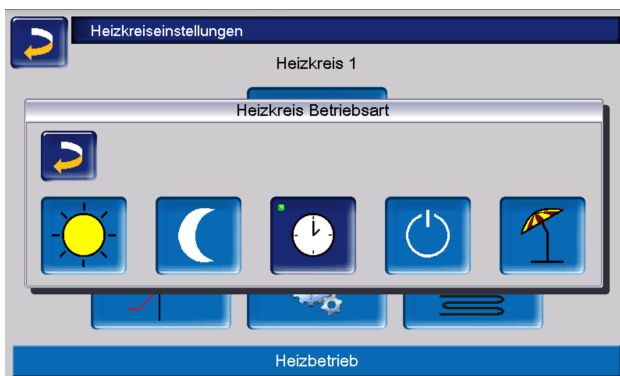 Heizkreiseinstellungen
Heizkreis 1
Heizkreis Betriebsart
Heizbetrieb